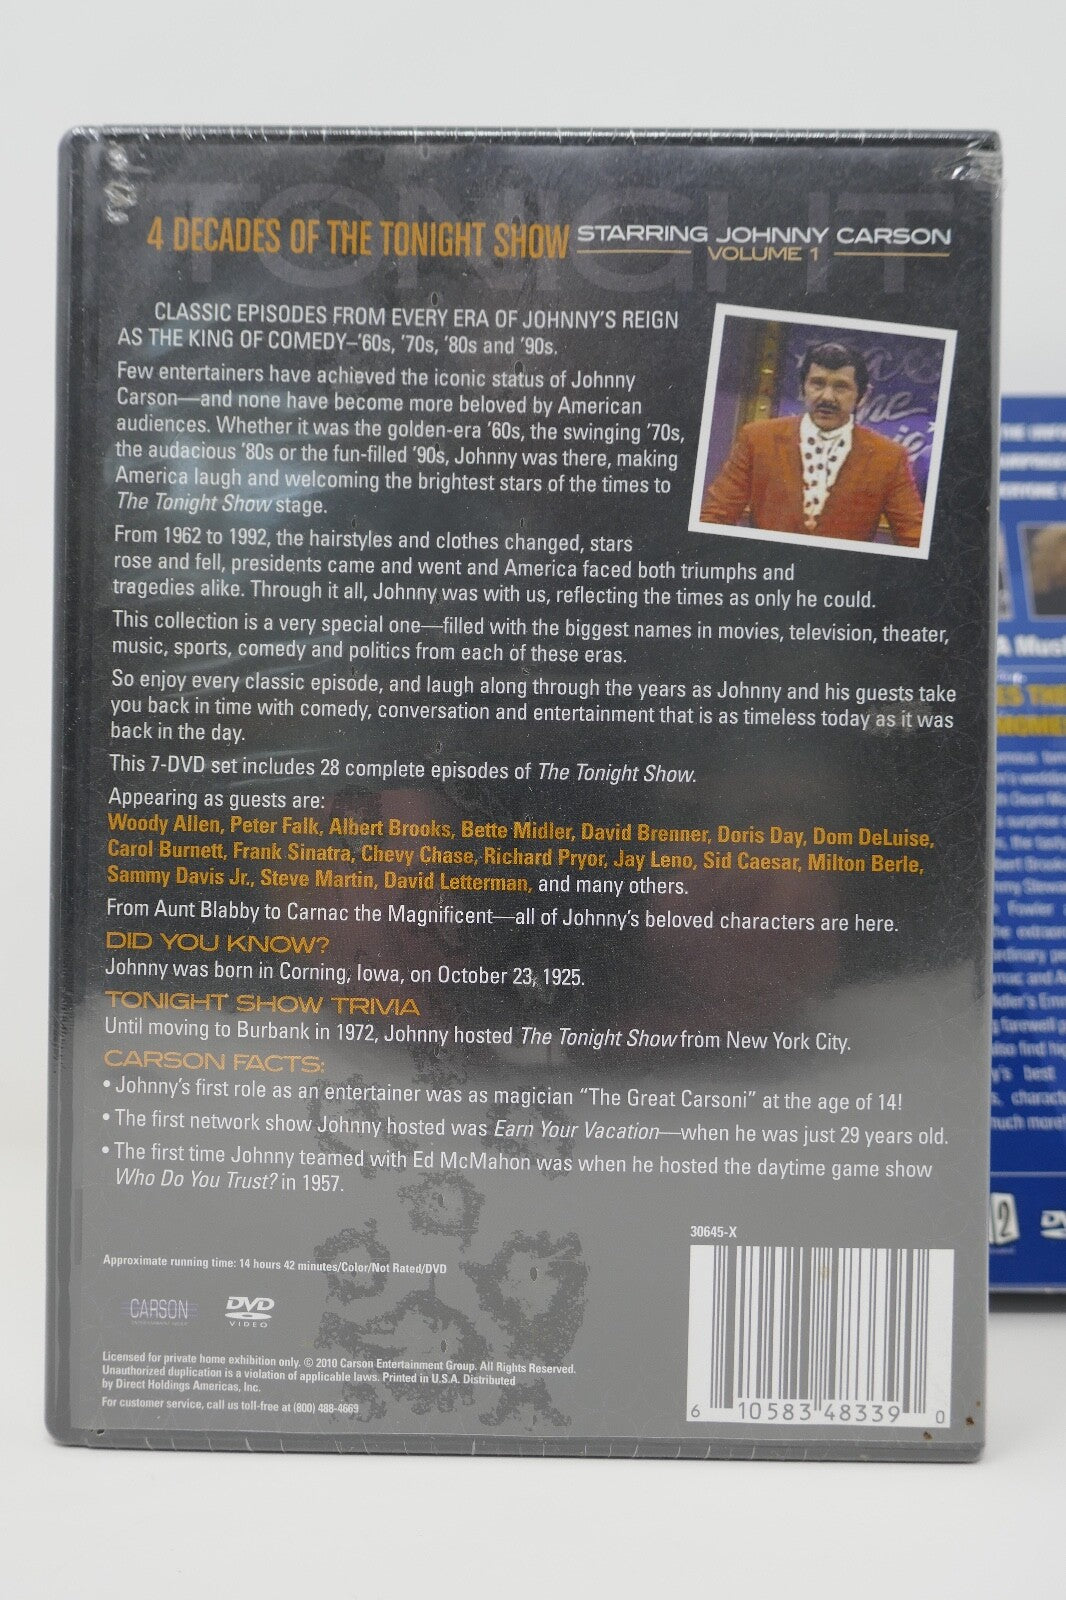 TONIGHT
4 DECADES OF THE TONIGHT SHOW STARRING JOHNNY CARSON
VOLUME 1
CLASSIC EPISODES FROM EVERY ERA OF JOHNNY'S REIGN
AS THE KING OF COMEDY–'60s, '70s, '80s and '90s.
Few entertainers have achieved the iconic status of Johnny
Carson—and none have become more beloved by American
audiences. Whether it was the golden-era '60s, the swinging '70s,
the audacious '80s or the fun-filled '90s, Johnny was there, making
America laugh and welcoming the brightest stars of the times to
The Tonight Show stage.
From 1962 to 1992, the hairstyles and clothes changed, stars
rose and fell, presidents came and went and America faced both triumphs and
tragedies alike. Through it all, Johnny was with us, reflecting the times as only he could.
This collection is a very special one—filled with the biggest names in movies, television, theater,
music, sports, comedy and politics from each of these eras.
So enjoy every classic episode, and laugh along through the years as Johnny and his guests take
you back in time with comedy, conversation and entertainment that is as timeless today as it was
back in the day.
This 7-DVD set includes 28 complete episodes of The Tonight Show.
Appearing as guests are:
Woody Allen, Peter Falk, Albert Brooks, Bette Midler, David Brenner, Doris Day, Dom DeLuise,
Carol Burnett, Frank Sinatra, Chevy Chase, Richard Pryor, Jay Leno, Sid Caesar, Milton Berle,
Sammy Davis Jr., Steve Martin, David Letterman, and many others.
From Aunt Blabby to Carnac the Magnificent—all of Johnny's beloved characters are here.
DID YOU KNOW?
Johnny was born in Corning, Iowa, on October 23, 1925.
TONIGHT SHOW TRIVIA
Until moving to Burbank in 1972, Johnny hosted The Tonight Show from New York City.
CARSON FACTS:
• Johnny's first role as an entertainer was as magician "The Great Carsoni" at the age of 14!
• The first network show Johnny hosted was Earn Your Vacation—when he was just 29 years old.
• The first time Johnny teamed with Ed McMahon was when he hosted the daytime game show
Who Do You Trust? in 1957.
30645-X
Approximate running time: 14 hours 42 minutes/Color/Not Rated/DVD
CARSON
DVD
VIDEO
Licensed for private home exhibition only. © 2010 Carson Entertainment Group. All Rights Reserved.
Unauthorized duplication is a violation of applicable laws. Printed in U.S.A. Distributed
by Direct Holdings Americas, Inc.
For customer service, call us toll-free at (800) 488-4669
6 10583 48339 0